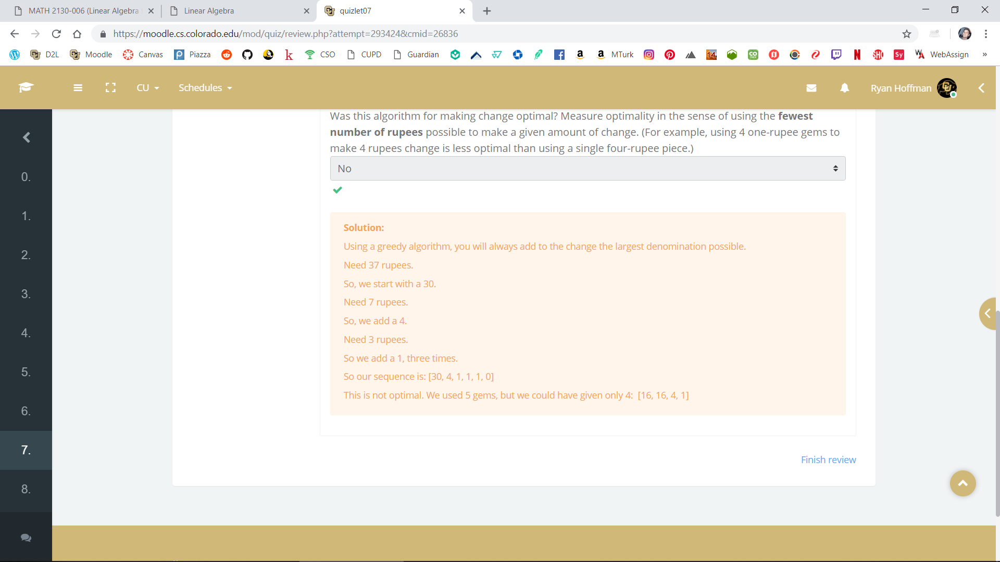 MATH 2130-006 (Linear Algebra
Linear Algebra
quizlet07
https://moodle.cs.colorado.edu/mod/quiz/review.php?attempt=293424&cmid=26836
D2L
Moodle
Canvas
Piazza
k
CSO
CUPD
Guardian
a
a
MTurk
14
CO
N
SHO
Sy
WA
WebAssign
»
CU
Schedules
Ryan Hoffman
0.
1.
2.
3.
4.
5.
6.
7.
8.
Was this algorithm for making change optimal? Measure optimality in the sense of using the fewest
number of rupees possible to make a given amount of change. (For example, using 4 one-rupee gems to
make 4 rupees change is less optimal than using a single four-rupee piece.)
No
Solution:
Using a greedy algorithm, you will always add to the change the largest denomination possible.
Need 37 rupees.
So, we start with a 30.
Need 7 rupees.
So, we add a 4.
Need 3 rupees.
So we add a 1, three times.
So our sequence is: [30, 4, 1, 1, 1, 0]
This is not optimal. We used 5 gems, but we could have given only 4:  [16, 16, 4, 1]
Finish review